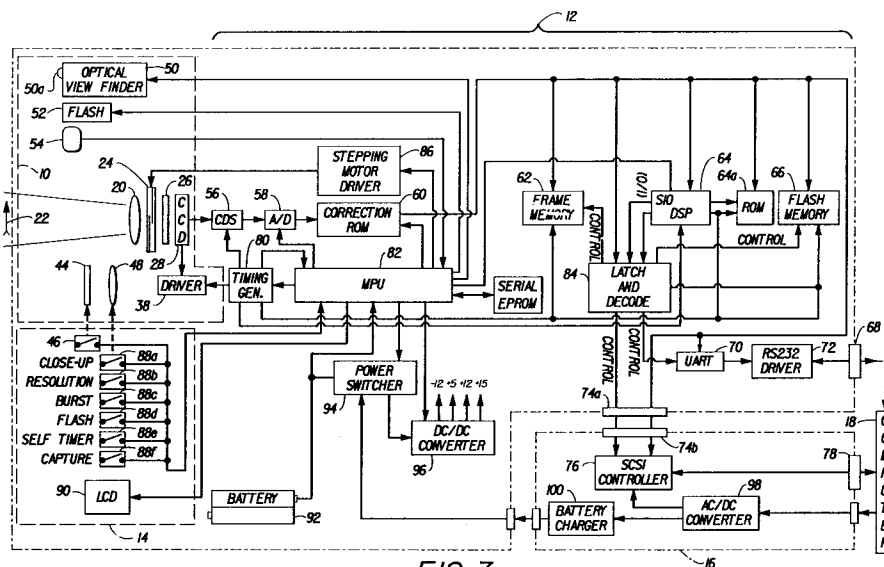 12
50
50a
OPTICAL
VIEW FINDER
52
FLASH
54
10
24
26
20
22
C
C
D
28
56
CDS
58
A/D
STEPPING
MOTOR
DRIVER
86
60
CORRECTION
ROM
62
FRAME
MEMORY
CONTROL
(0/1)
64
SIO
DSP
64a
ROM
66
FLASH
MEMORY
CONTROL
44
48
38
DRIVER
80
TIMING
GEN.
82
MPU
SERIAL
EPROM
84
LATCH
AND
DECODE
CONTROL
CONTROL
68
70
UART
72
RS232
DRIVER
46
CLOSE-UP
88a
RESOLUTION
88b
BURST
88c
FLASH
88d
SELF TIMER
88e
CAPTURE
88f
90
LCD
14
POWER
SWITCHER
94
-12 +5 +12 +15
DC/DC
CONVERTER
96
BATTERY
92
74a
74b
76
SCSI
CONTROLLER
78
18
98
AC/DC
CONVERTER
100
BATTERY
CHARGER
16